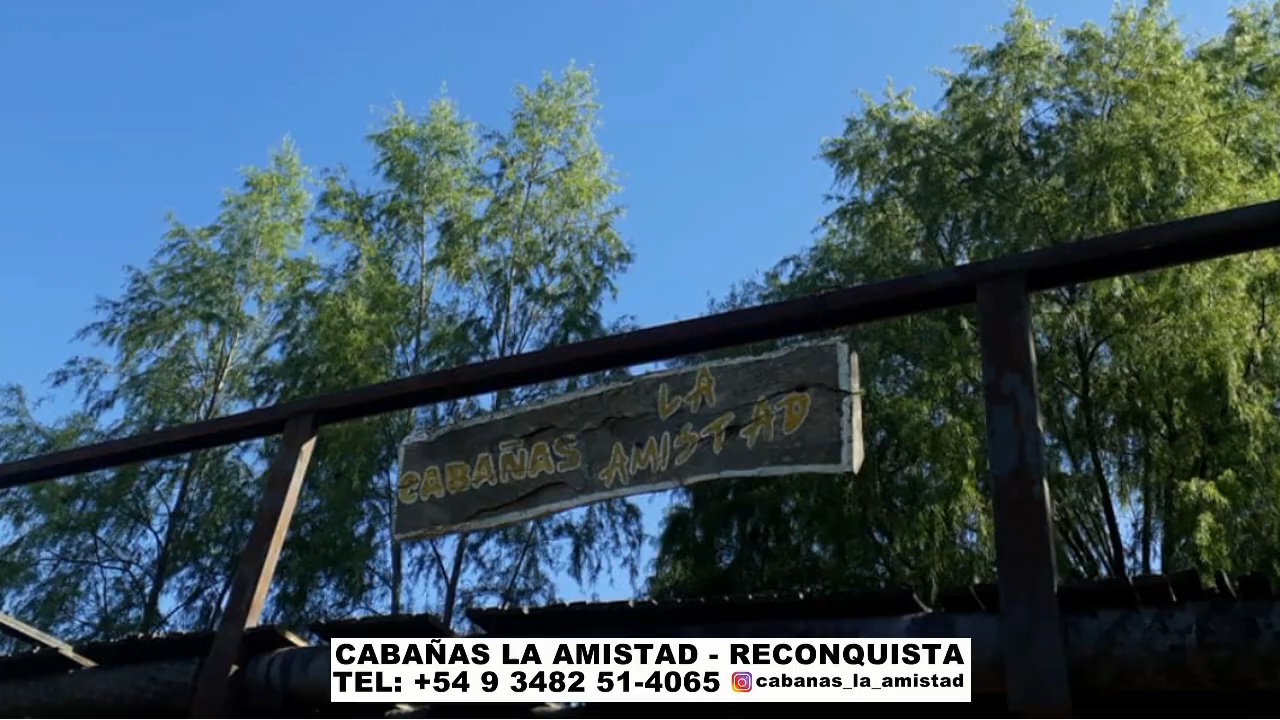 LA
CABAÑAS AMISTAD
CABAÑAS LA AMISTAD - RECONQUISTA
TEL: +54 9 3482 51-4065 cabanas_la_amistad